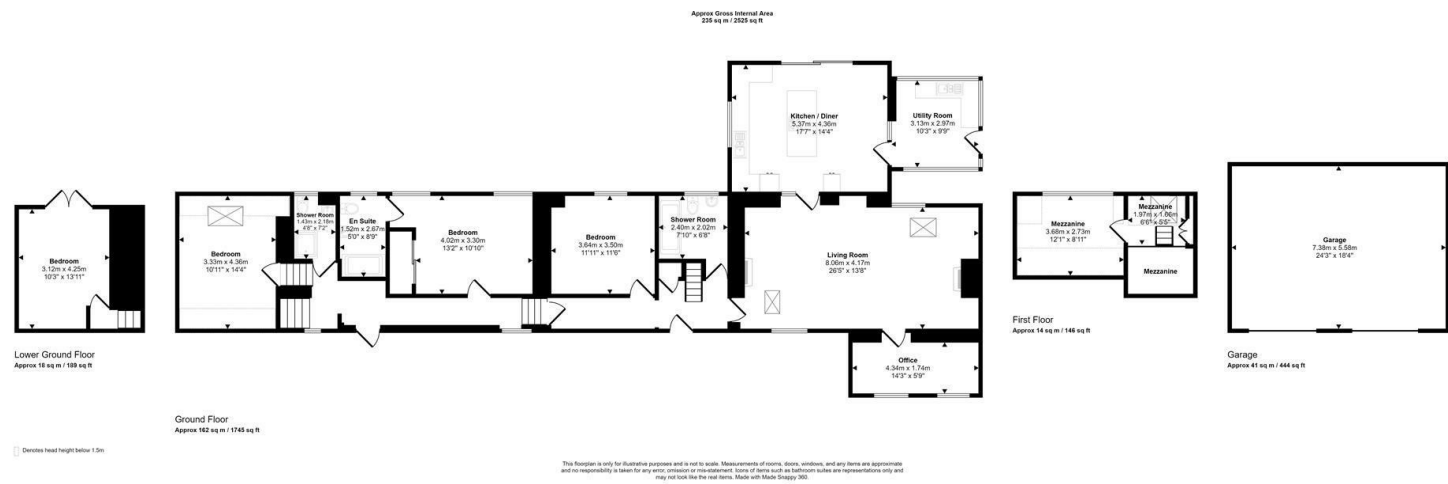 Approx Gross Internal Area
235 sq m / 2525 sq ft
Kitchen / Diner
5.37m x 4.36m
17'7" x 14'4"
Utility Room
3.13m x 2.97m
10'3" x 9'9"
Bedroom
3.12m x 4.25m
10'3" x 13'11"
Lower Ground Floor
Approx 18 sq m / 189 sq ft
Bedroom
3.33m x 4.36m
10'11" x 14'4"
Shower Room
1.43m x 2.18m
4'8" x 7'2"
En Suite
1.52m x 2.67m
5'0" x 8'9"
Bedroom
4.02m x 3.30m
13'2" x 10'10"
Bedroom
3.64m x 3.50m
11'11" x 11'6"
Shower Room
2.40m x 2.02m
7'10" x 6'8"
Living Room
8.06m x 4.17m
26'5" x 13'8"
Office
4.34m x 1.74m
14'3" x 5'9"
Ground Floor
Approx 162 sq m / 1745 sq ft
Mezzanine
3.68m x 2.73m
12'1" x 8'11"
Mezzanine
1.97m x 1.66m
6'6" x 5'5"
Mezzanine
First Floor
Approx 14 sq m / 146 sq ft
Garage
7.38m x 5.58m
24'3" x 18'4"
Garage
Approx 41 sq m / 444 sq ft
Denotes head height below 1.5m
This floorplan is only for illustrative purposes and is not to scale. Measurements of rooms, doors, windows, and any items are approximate
and no responsibility is taken for any error, omission or mis-statement. Icons of items such as bathroom suites are representations only and
may not look like the real items. Made with Made Snappy 360.